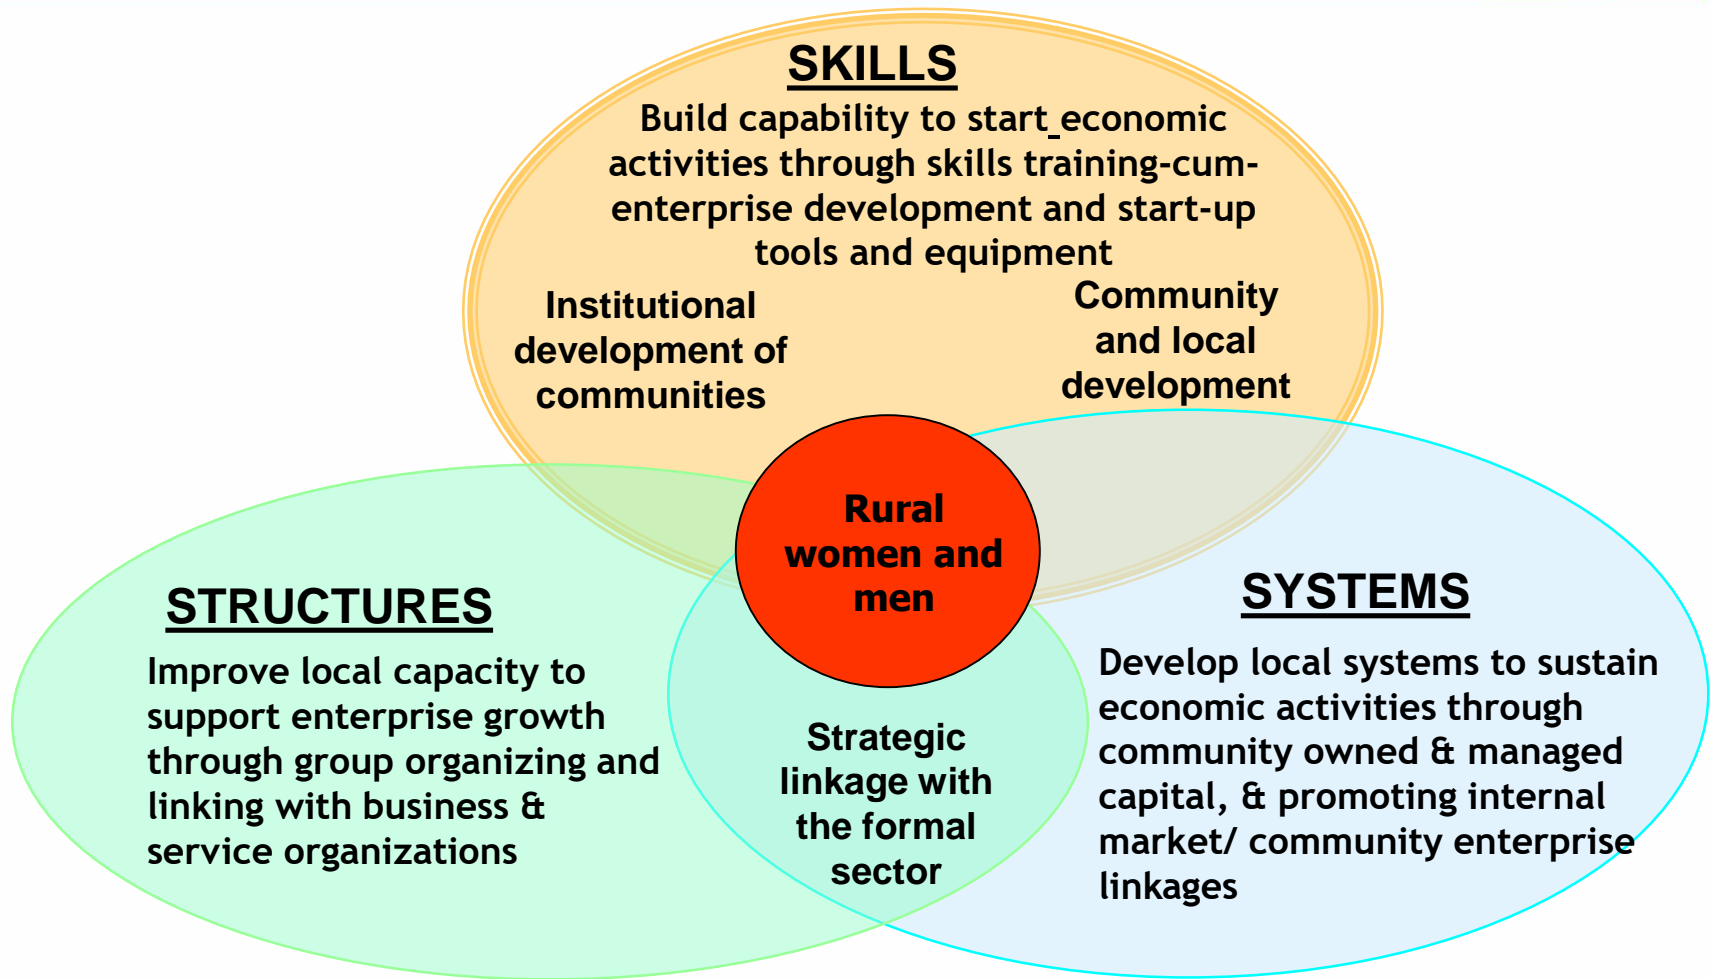 SKILLS
Build capability to start economic
activities through skills training-cum-
enterprise development and start-up
tools and equipment
Institutional
development of
communities
Community
and local
development
Rural
women and
men
STRUCTURES
Improve local capacity to
support enterprise growth
through group organizing and
linking with business &
service organizations
Strategic
linkage with
the formal
sector
SYSTEMS
Develop local systems to sustain
economic activities through
community owned & managed
capital, & promoting internal
market/ community enterprise
linkages